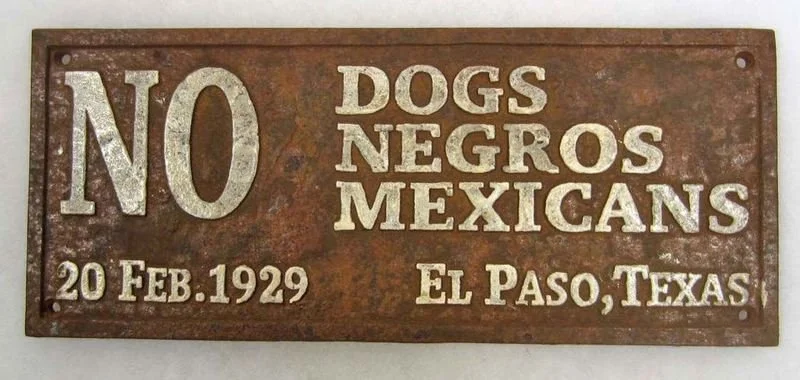 NO
DOGS
NEGROS
MEXICANS
20 FEB. 1929
EL PASO, TEXAS